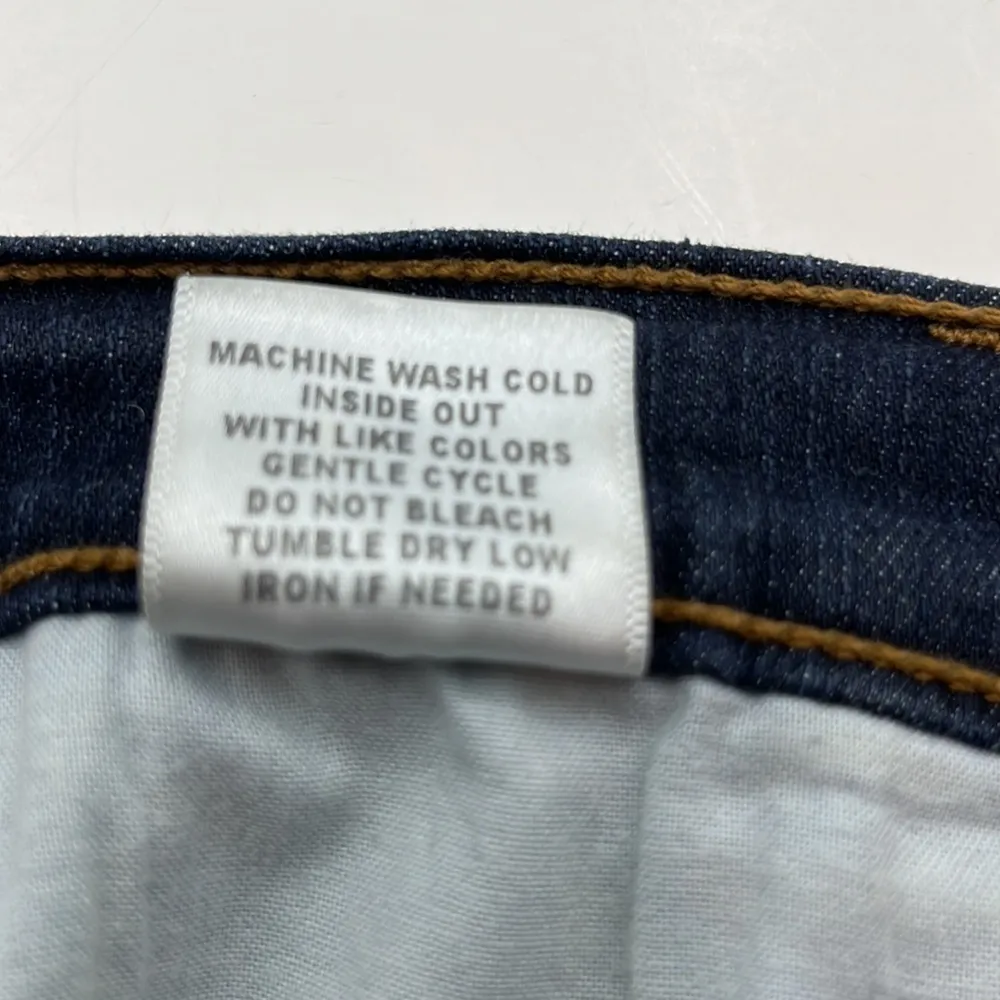 MACHINE WASH COLD
INSIDE OUT
WITH LIKE COLORS
GENTLE CYCLE
DO NOT BLEACH
TUMBLE DRY LOW
IRON IF NEEDED